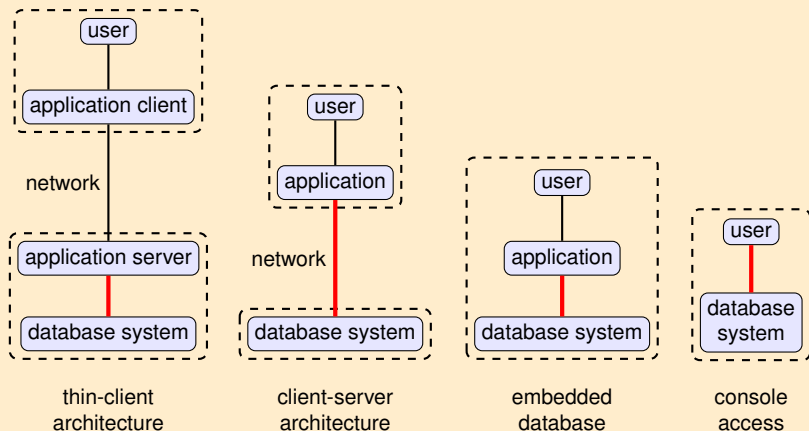 user
application client
network
application server
database system
thin-client
architecture
user
application
network
database system
client-server
architecture
user
application
database system
embedded
database
user
database
system
console
access